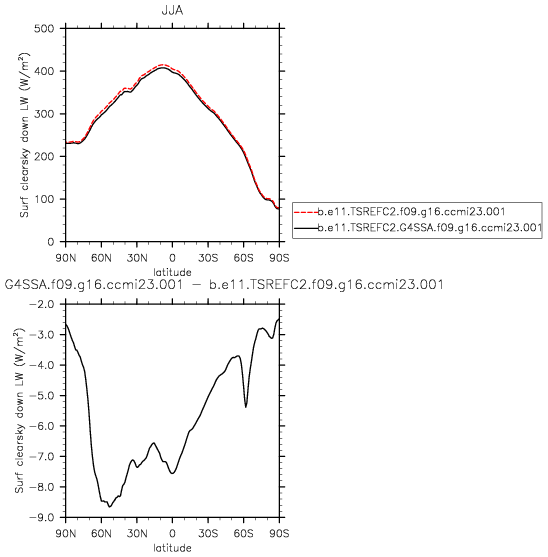 JJA
500
400
300
200
100
0
Surf clearsky down LW (W/m²)
90N 60N 30N 0 30S 60S 90S
latitude
b.e11.TSREFC2.f09.g16.ccmi23.001
b.e11.TSREFC2.G4SSA.f09.g16.ccmi23.001
G4SSA.f09.g16.ccmi23.001 − b.e11.TSREFC2.f09.g16.ccmi23.001
-2.0
-3.0
-4.0
-5.0
-6.0
-7.0
-8.0
-9.0
Surf clearsky down LW (W/m²)
90N 60N 30N 0 30S 60S 90S
latitude